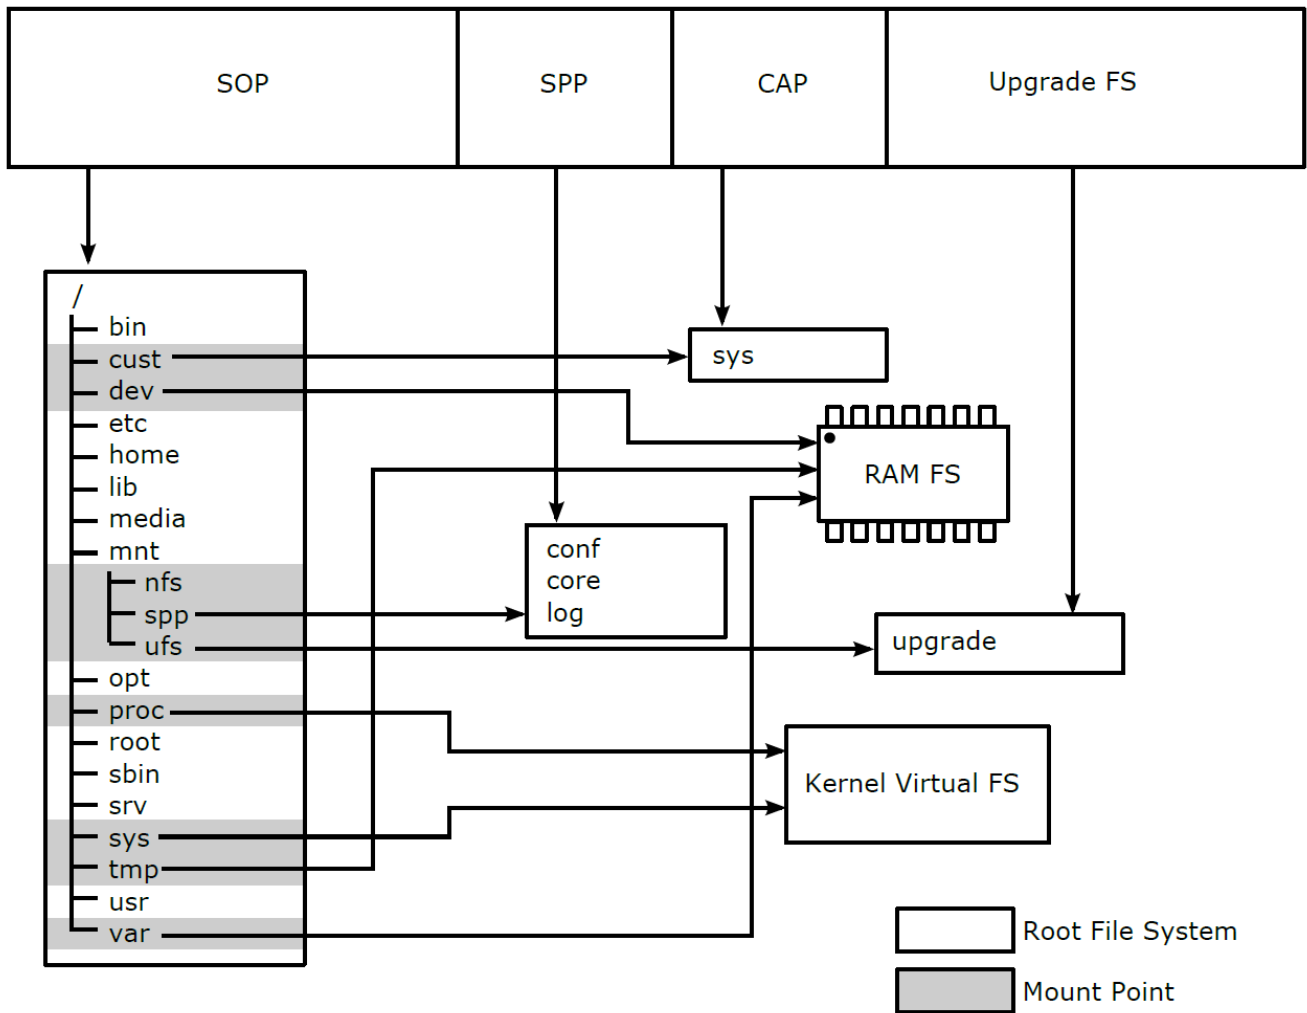 SOP
SPP
CAP
Upgrade FS
/
bin
cust
dev
etc
home
lib
media
mnt
nfs
spp
ufs
opt
proc
root
sbin
srv
sys
tmp
usr
var
sys
RAM FS
conf
core
log
upgrade
Kernel Virtual FS
Root File System
Mount Point